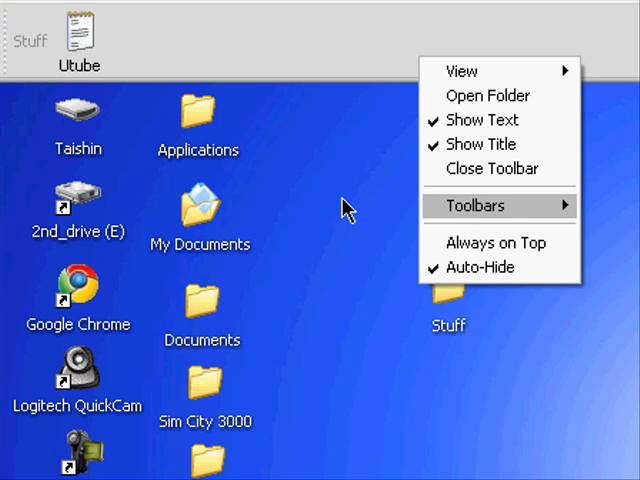 Stuff
Utube
View
Open Folder
Show Text
Show Title
Close Toolbar
Toolbars
Always on Top
Auto-Hide
Taishin
Applications
2nd_drive (E)
My Documents
Google Chrome
Documents
Stuff
Logitech QuickCam
Sim City 3000